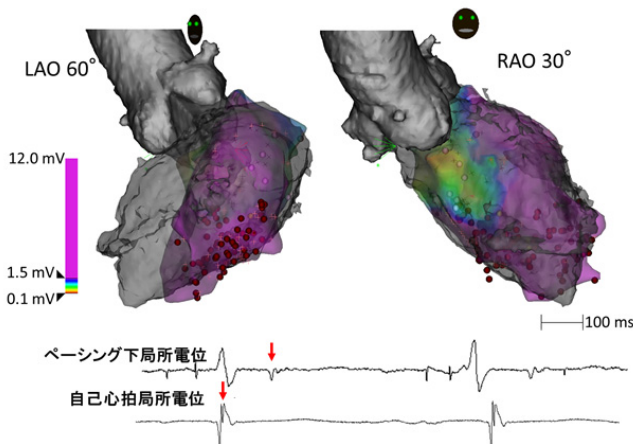 LAO 60°
RAO 30°
12.0 mV
1.5 mV
0.1 mV
100 ms
ペーシング下局所電位
自己心拍局所電位